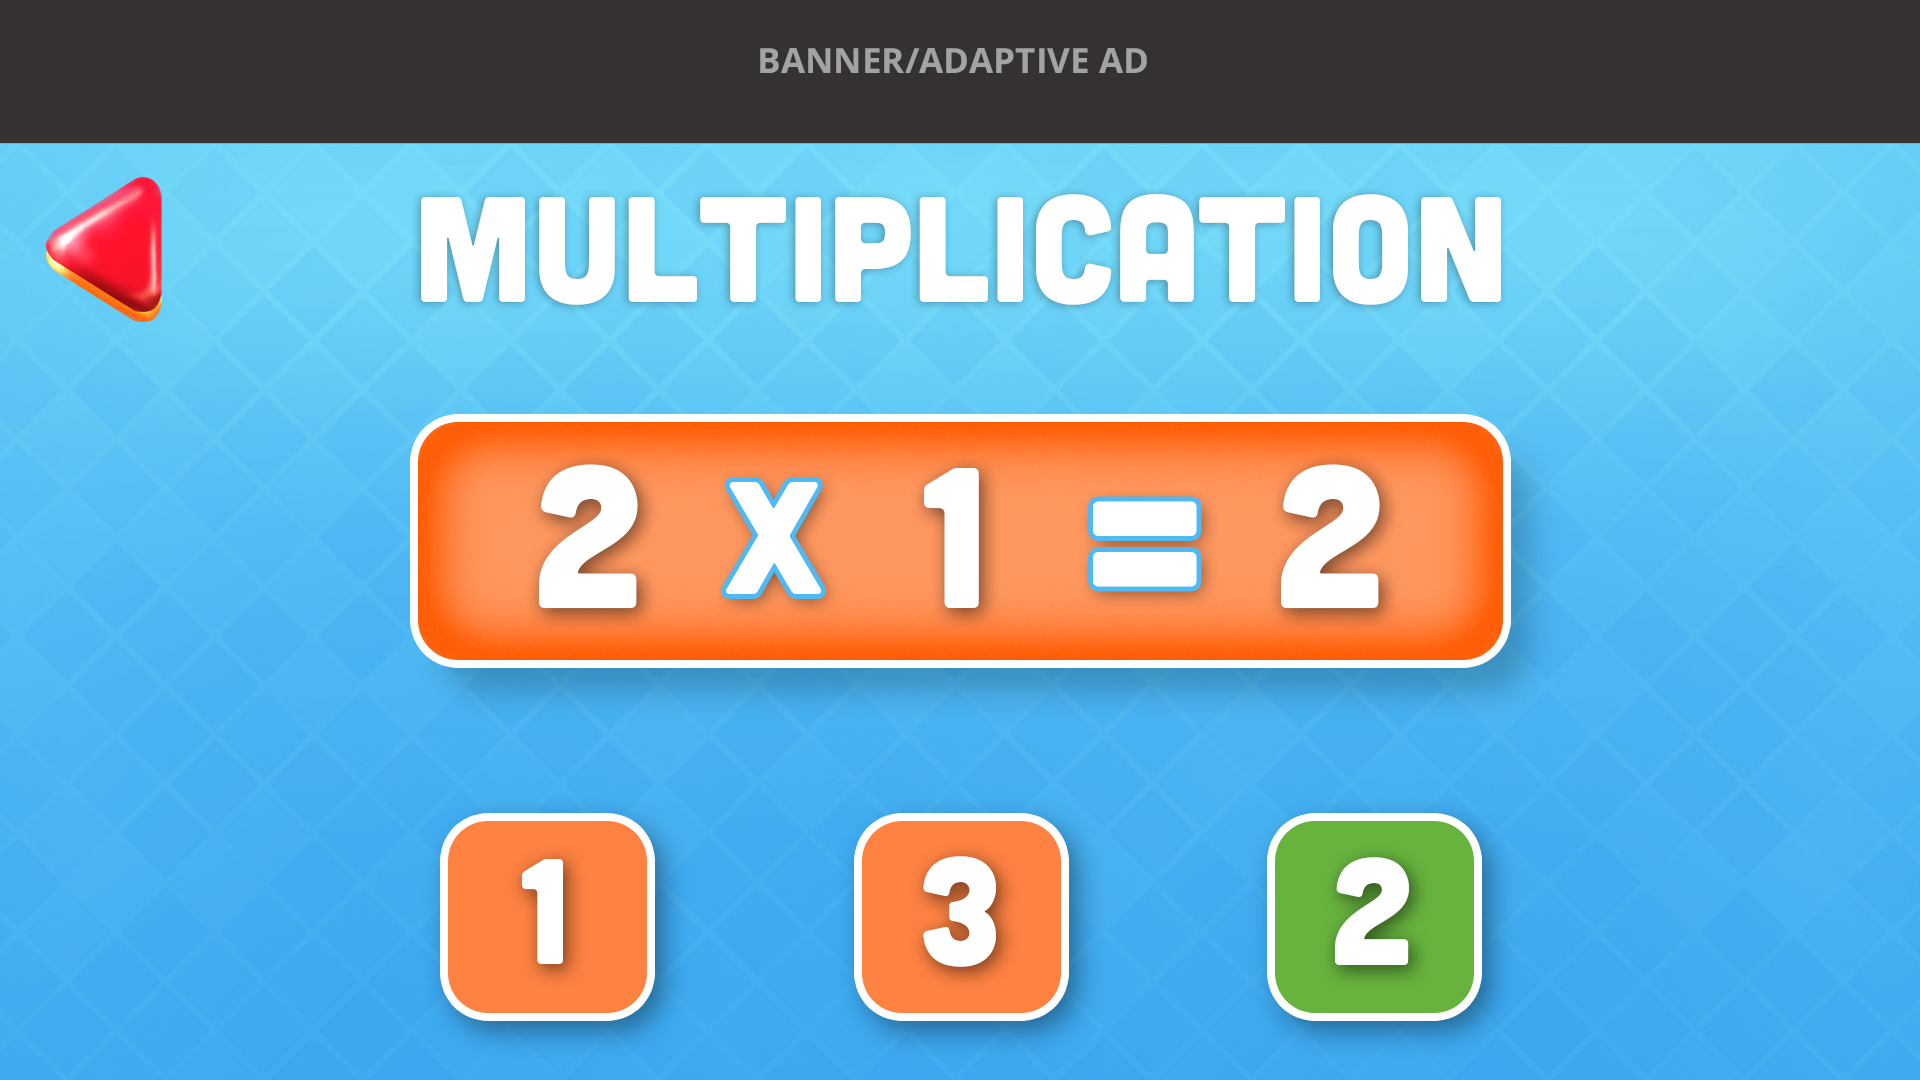 BANNER/ADAPTIVE AD
MULTIPLICATION
2 X 1 = 2
1 3 2